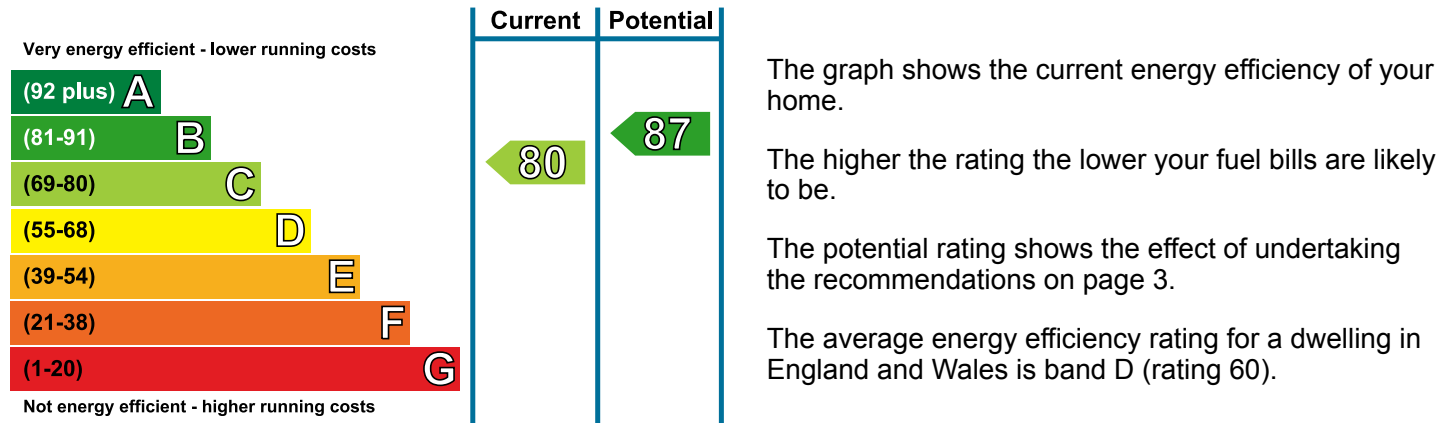 Current Potential
Very energy efficient - lower running costs
(92 plus) A
(81-91) B
(69-80) C
(55-68) D
(39-54) E
(21-38) F
(1-20) G
Not energy efficient - higher running costs
80
87
The graph shows the current energy efficiency of your
home.
The higher the rating the lower your fuel bills are likely
to be.
The potential rating shows the effect of undertaking
the recommendations on page 3.
The average energy efficiency rating for a dwelling in
England and Wales is band D (rating 60).